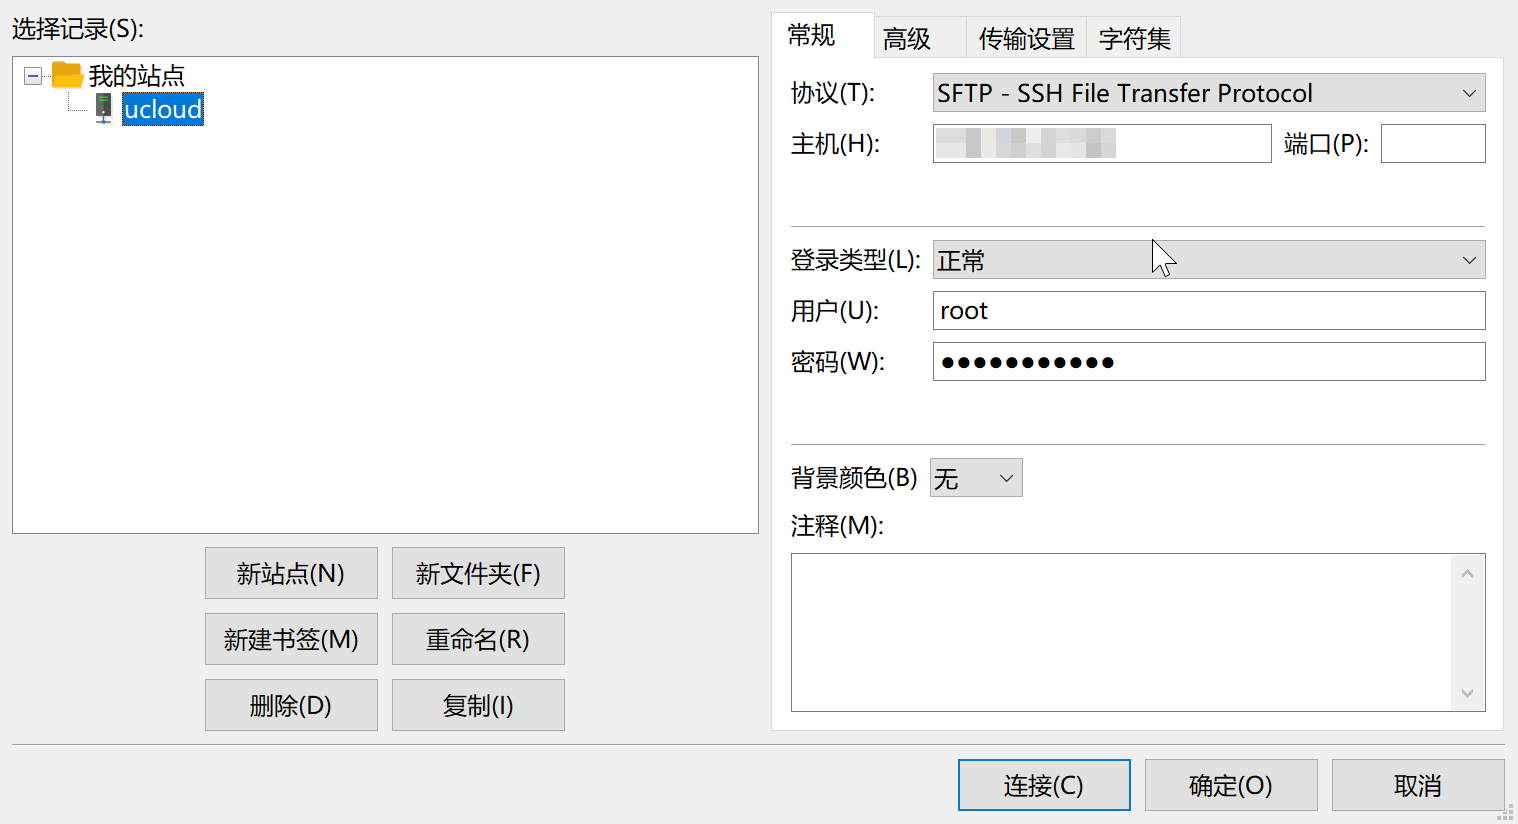 选择记录(S):
我的站点
ucloud
新站点(N) 新文件夹(F)
新建书签(M) 重命名(R)
删除(D) 复制(I)
常规 高级 传输设置 字符集
协议(T): SFTP - SSH File Transfer Protocol
主机(H): 端口(P):
登录类型(L): 正常
用户(U): root
密码(W): ●●●●●●●●●●●
背景颜色(B) 无
注释(M):
连接(C) 确定(O) 取消